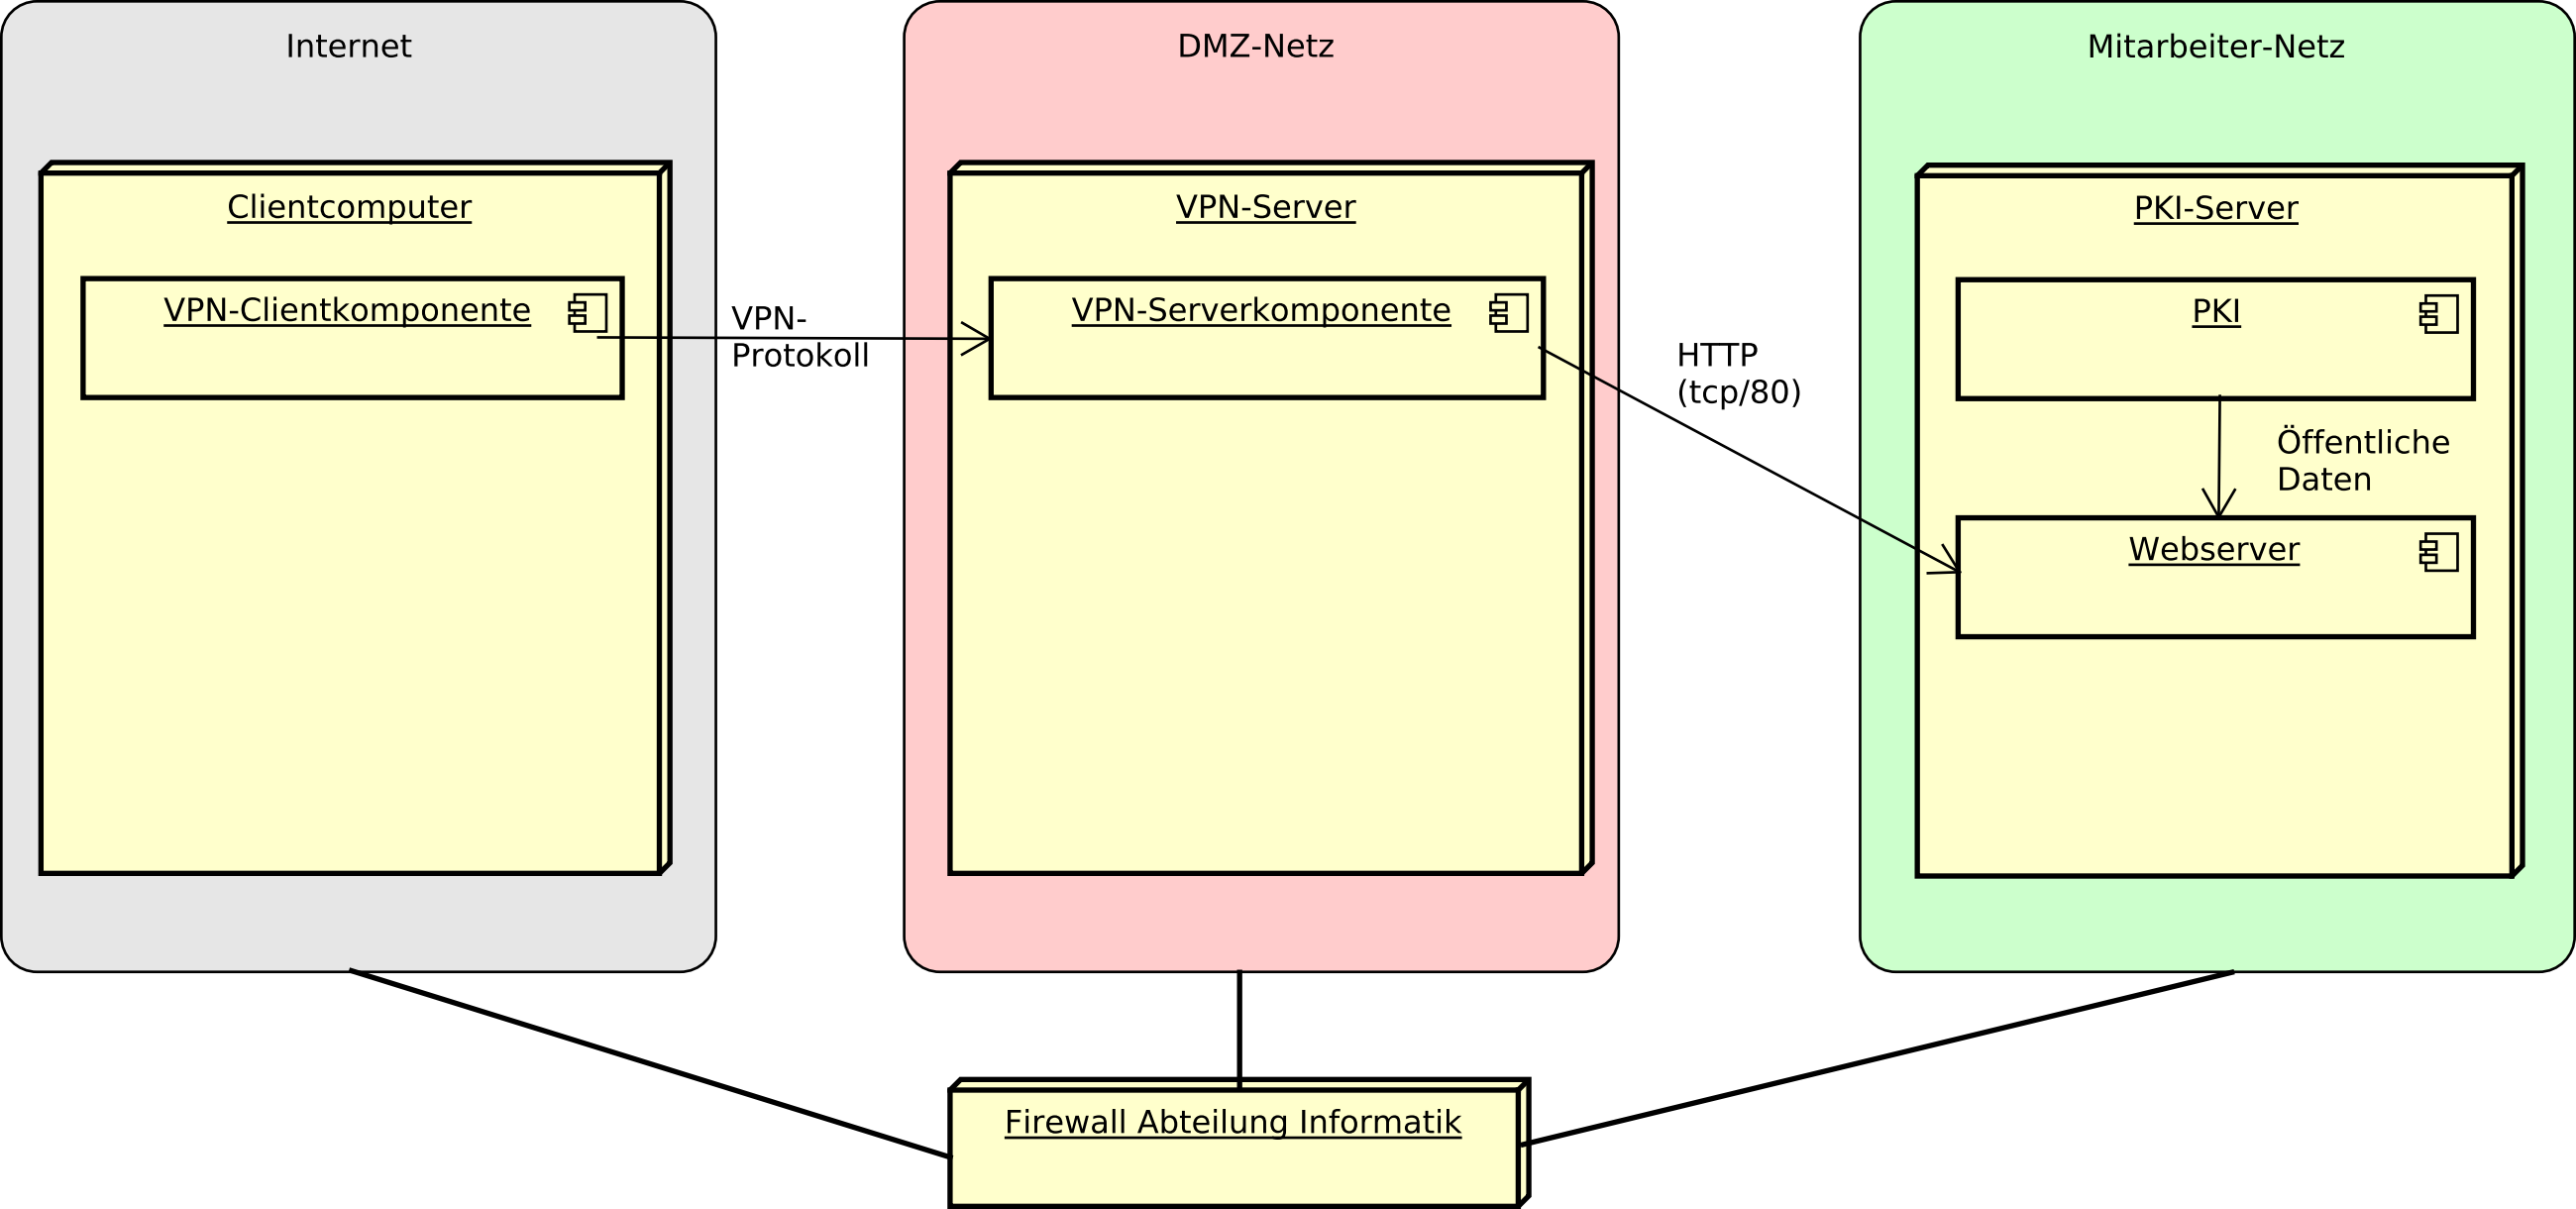 Internet
DMZ-Netz
Mitarbeiter-Netz
Clientcomputer
VPN-Server
PKI-Server
VPN-Clientkomponente
VPN-
Protokoll
VPN-Serverkomponente
HTTP
(tcp/80)
PKI
Öffentliche
Daten
Webserver
Firewall Abteilung Informatik